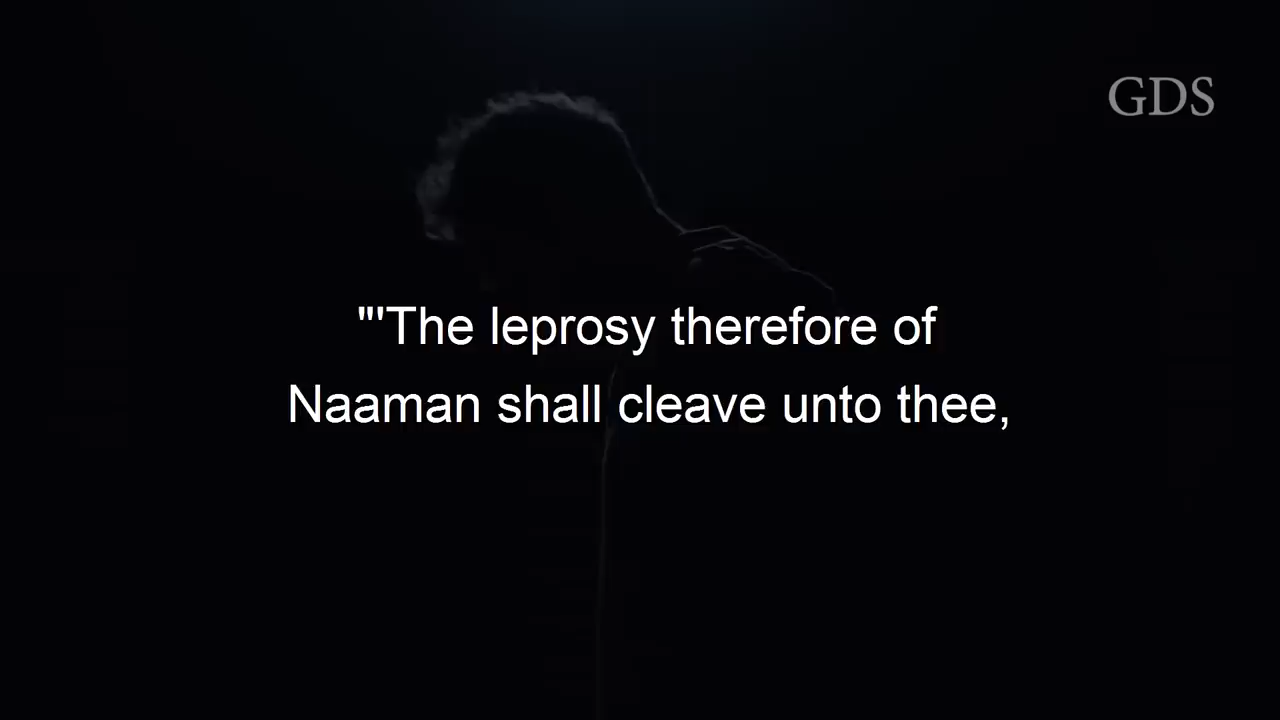 GDS
"'The leprosy therefore of
Naaman shall cleave unto thee,